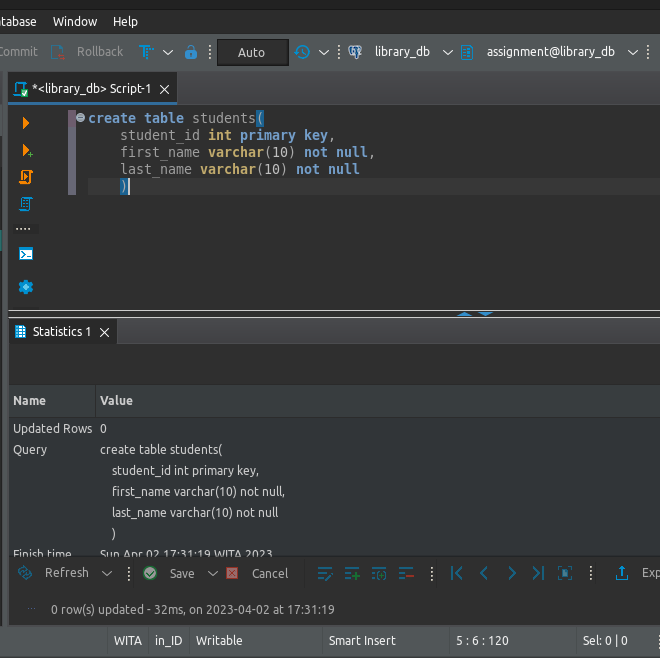 atabase Window Help
Commit Rollback Auto library_db assignment@library_db
*<library_db> Script-1
create table students(
student_id int primary key,
first_name varchar(10) not null,
last_name varchar(10) not null
)
Statistics 1
Name Value
Updated Rows 0
Query create table students(
student_id int primary key,
first_name varchar(10) not null,
last_name varchar(10) not null
)
Finish time Sun Apr 02 17:31:19 WITA 2023
Refresh Save Cancel Exp
0 row(s) updated - 32ms, on 2023-04-02 at 17:31:19
WITA in_ID Writable Smart Insert 5 : 6 : 120 Sel: 0 | 0